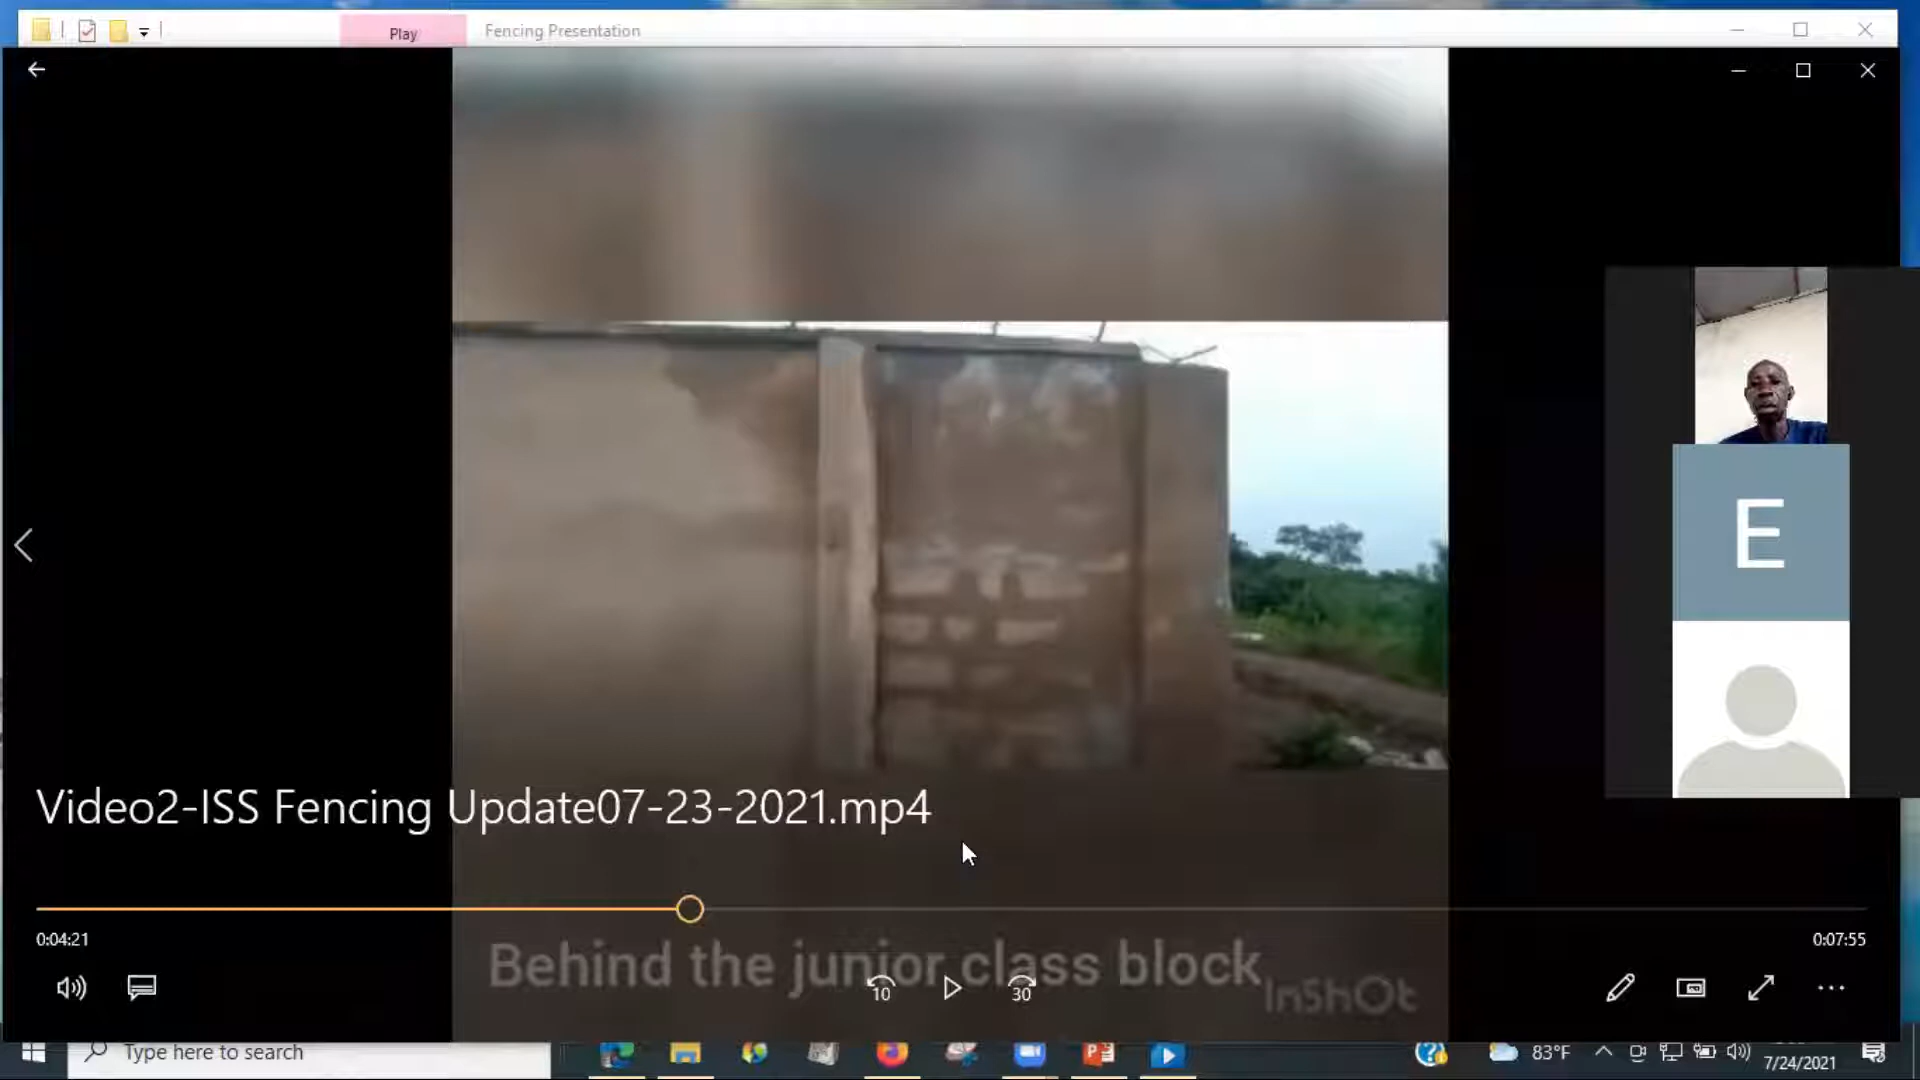 Play
Fencing Presentation
E
Video2-ISS Fencing Update07-23-2021.mp4
0:04:21
0:07:55
Behind the junior class block
InShOt
10
30
Type here to search
83°F
7/24/2021